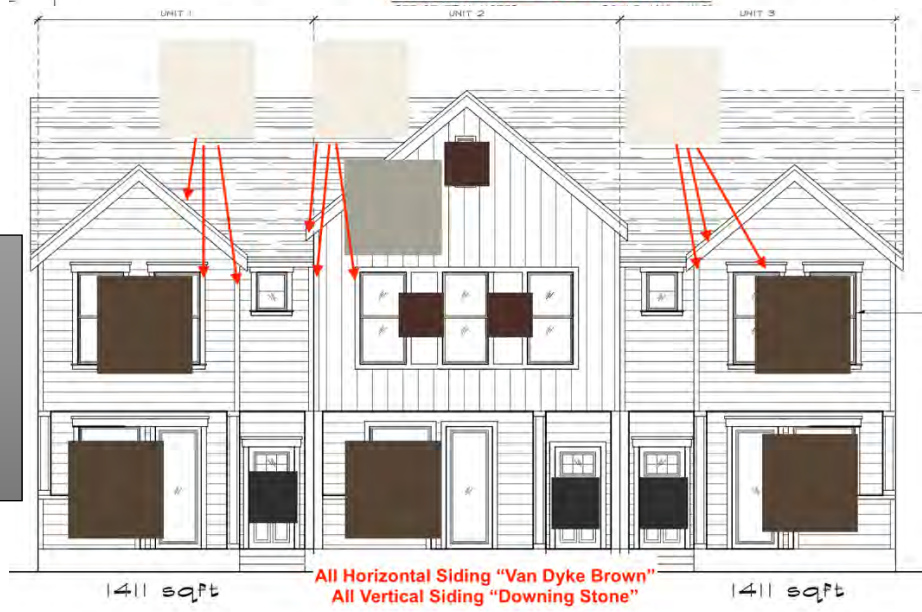 UNIT 1
UNIT 2
UNIT 3
1411 sqft
All Horizontal Siding “Van Dyke Brown”
All Vertical Siding “Downing Stone”
1411 sqft